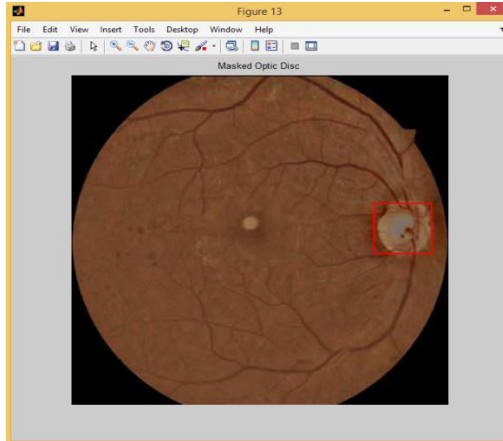 Figure 13
File Edit View Insert Tools Desktop Window Help
Masked Optic Disc